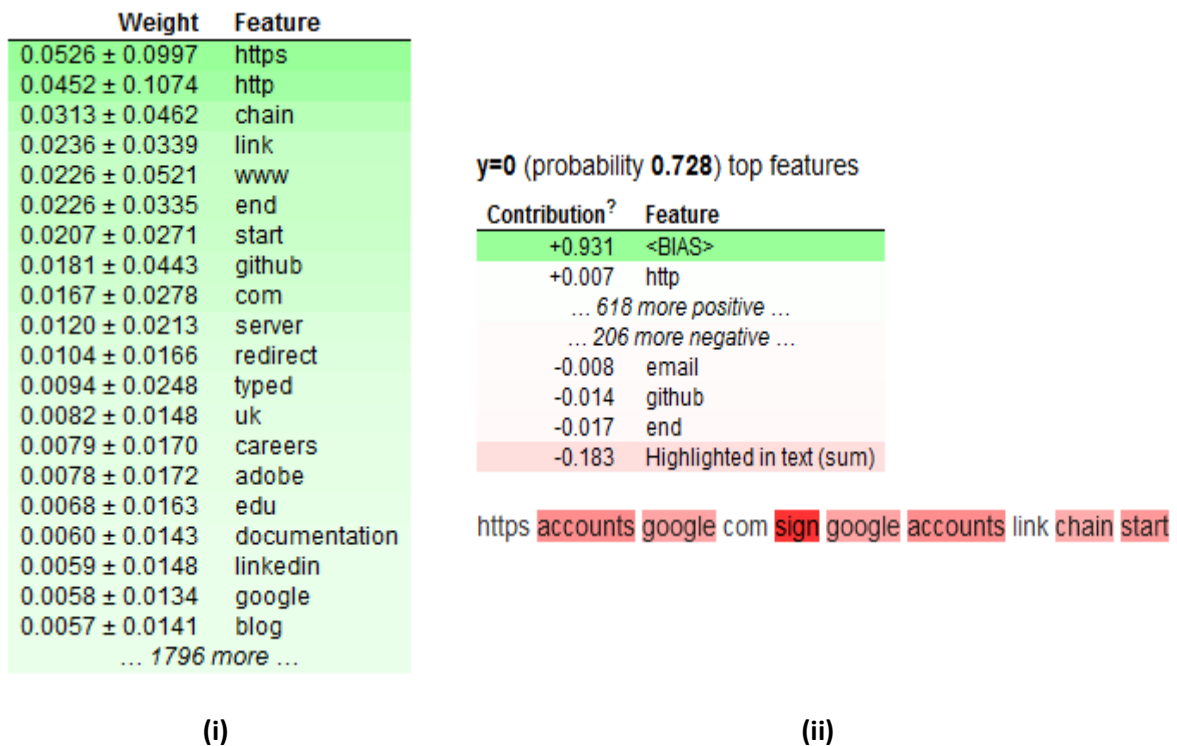 Weight Feature
0.0526 ± 0.0997 https
0.0452 ± 0.1074 http
0.0313 ± 0.0462 chain
0.0236 ± 0.0339 link
0.0226 ± 0.0521 www
0.0226 ± 0.0335 end
0.0207 ± 0.0271 start
0.0181 ± 0.0443 github
0.0167 ± 0.0278 com
0.0120 ± 0.0213 server
0.0104 ± 0.0166 redirect
0.0094 ± 0.0248 typed
0.0082 ± 0.0148 uk
0.0079 ± 0.0170 careers
0.0078 ± 0.0172 adobe
0.0068 ± 0.0163 edu
0.0060 ± 0.0143 documentation
0.0059 ± 0.0148 linkedin
0.0058 ± 0.0134 google
0.0057 ± 0.0141 blog
… 1796 more …
(i)
y=0 (probability 0.728) top features
Contribution? Feature
+0.931 <BIAS>
+0.007 http
… 618 more positive …
… 206 more negative …
-0.008 email
-0.014 github
-0.017 end
-0.183 Highlighted in text (sum)
https accounts google com sign google accounts link chain start
(ii)